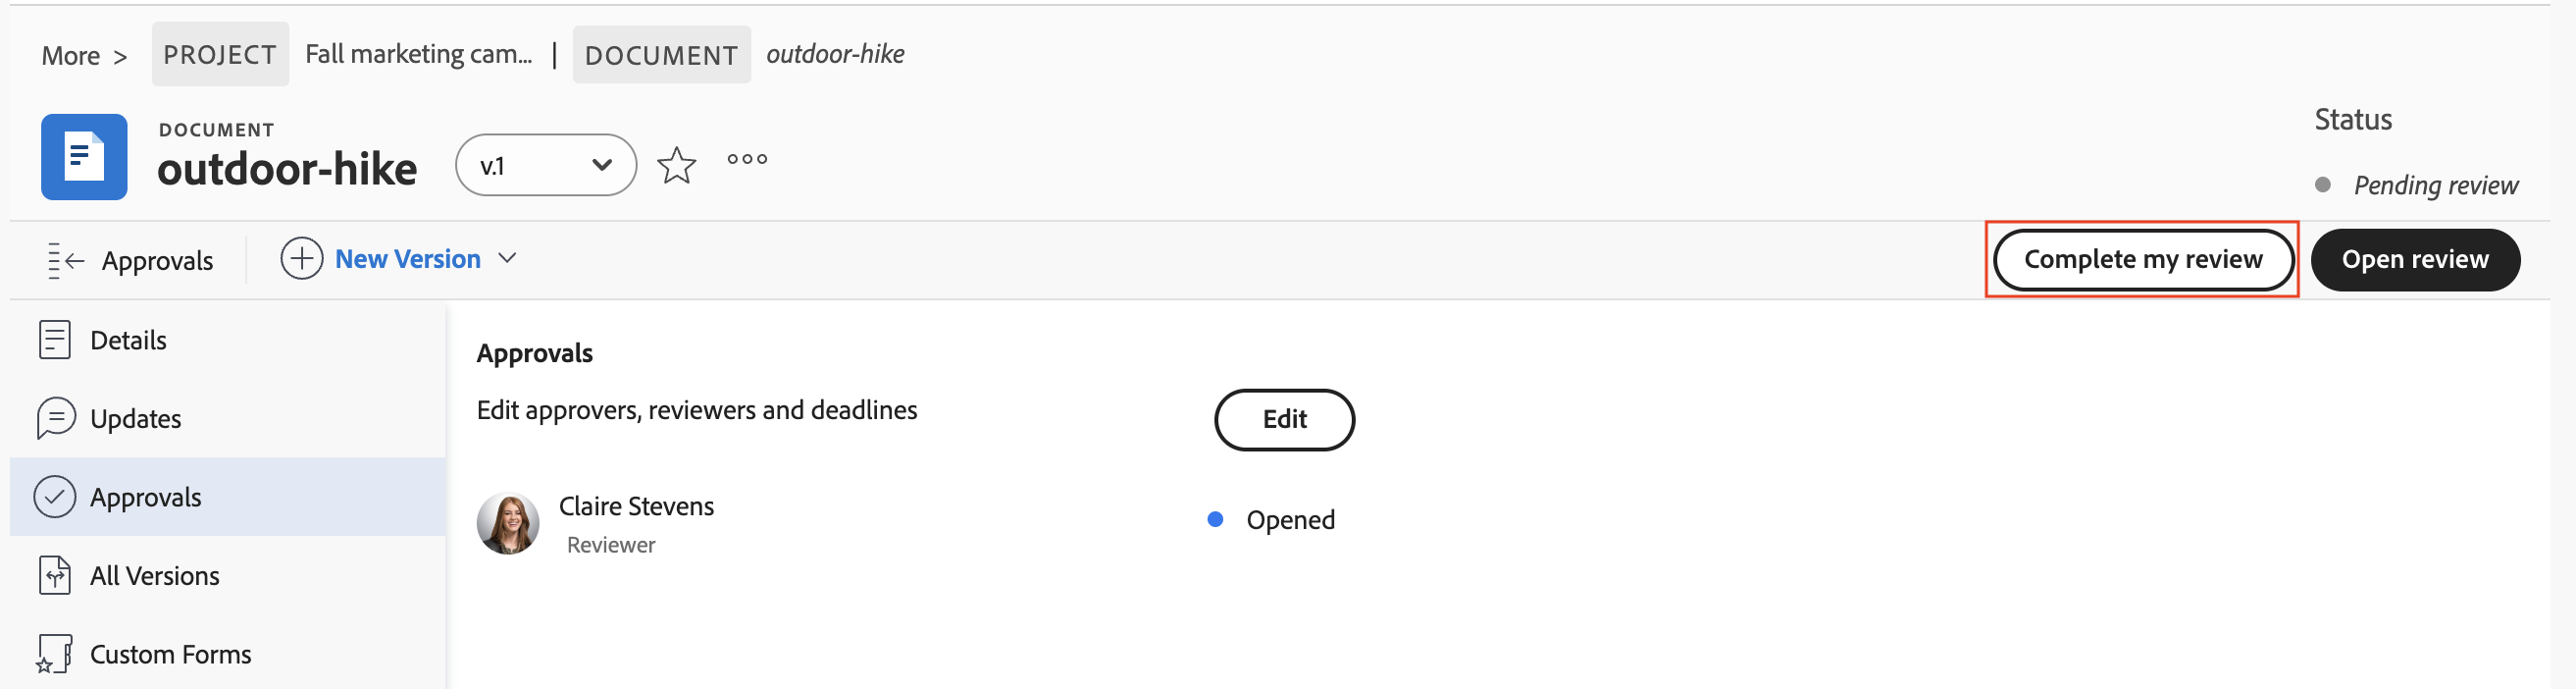 More > PROJECT Fall marketing cam... | DOCUMENT outdoor-hike
DOCUMENT
outdoor-hike v.1
Status
Pending review
Approvals New Version Complete my review Open review
Details
Updates
Approvals
All Versions
Custom Forms
Approvals
Edit approvers, reviewers and deadlines Edit
Claire Stevens
Reviewer
Opened